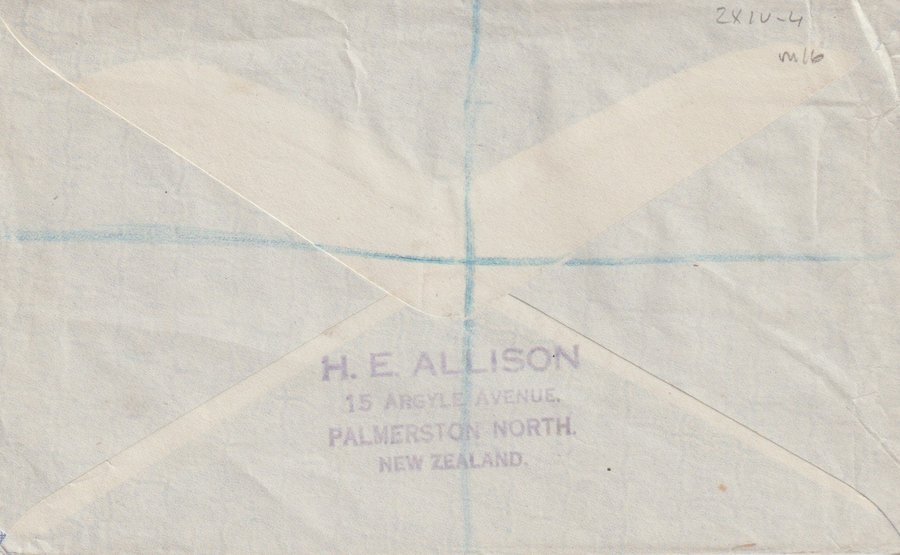 2XIV-4
m16
H. E. ALLISON
15 ARGYLE AVENUE.
PALMERSTON NORTH.
NEW ZEALAND.